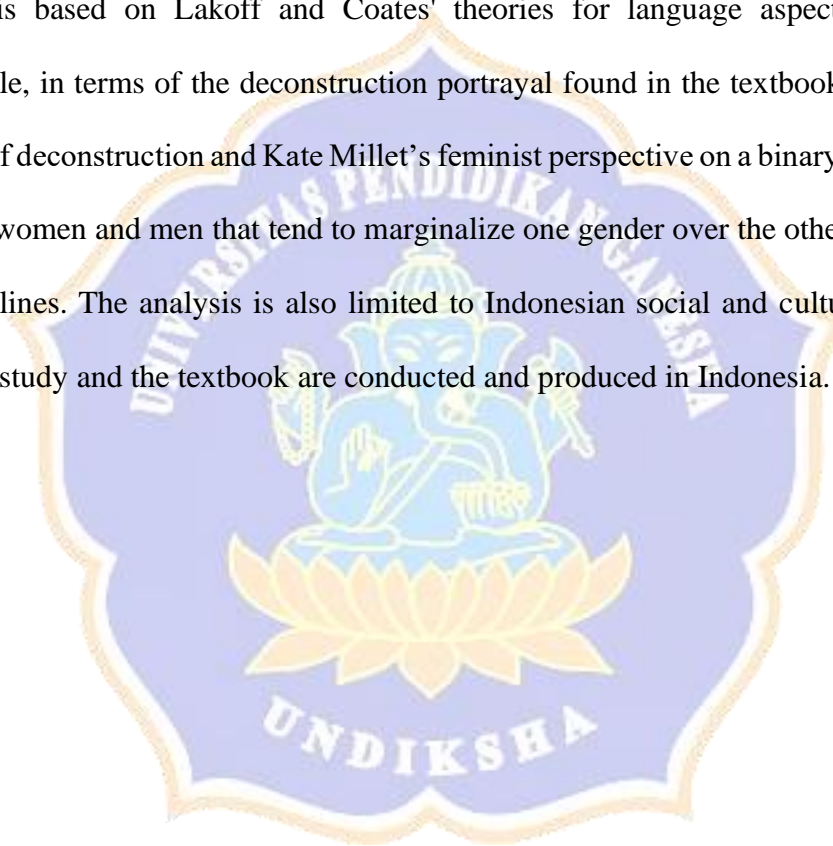 is based on Lakoff and Coates' theories for language aspect
le, in terms of the deconstruction portrayal found in the textbook
f deconstruction and Kate Millet's feminist perspective on a binary
women and men that tend to marginalize one gender over the othe
lines. The analysis is also limited to Indonesian social and cultu
study and the textbook are conducted and produced in Indonesia.
UNIVERSITAS PENDIDIKAN GANESHA
UNDIKSHA